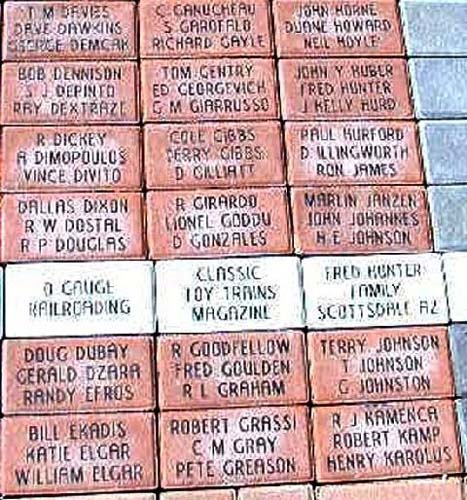 T M DAVIES
DAVE DAWKINS
GEORGE DEMCAK
C CANUCHEAU
S GAROFALO
RICHARD GAYLE
JOHN HORNE
DUANE HOWARD
NEIL HOYLE
BOB DENNISON
S J DEPINTO
RAY DEXTRAZE
TOM GENTRY
ED GEORGEVICH
G M GIARRUSSO
JOHN Y HUBER
FRED HUNTER
J KELLY HURD
R DICKEY
A DIMOPOULOS
VINCE DIVITO
COLE GIBBS
TERRY GIBBS
D GILLIATT
PAUL HURFORD
D ILLINGWORTH
RON JAMES
DALLAS DIXON
R W DOSTAL
R P DOUGLAS
R GIRARDO
LIONEL GODDU
D GONZALES
MARLIN JANZEN
JOHN JOHANNES
H E JOHNSON
O GAUGE
RAILROADING
CLASSIC
TOY TRAINS
MAGAZINE
FRED HUNTER
FAMILY
SCOTTSDALE AZ
DOUG DUBAY
GERALD DZARA
RANDY EFROS
R GOODFELLOW
FRED GOULDEN
R L GRAHAM
TERRY JOHNSON
T JOHNSON
G JOHNSTON
BILL EKADIS
KATIE ELGAR
WILLIAM ELGAR
ROBERT GRASSI
C M GRAY
PETE GREASON
R J KAMENCA
ROBERT KAMP
HENRY KAROLUS